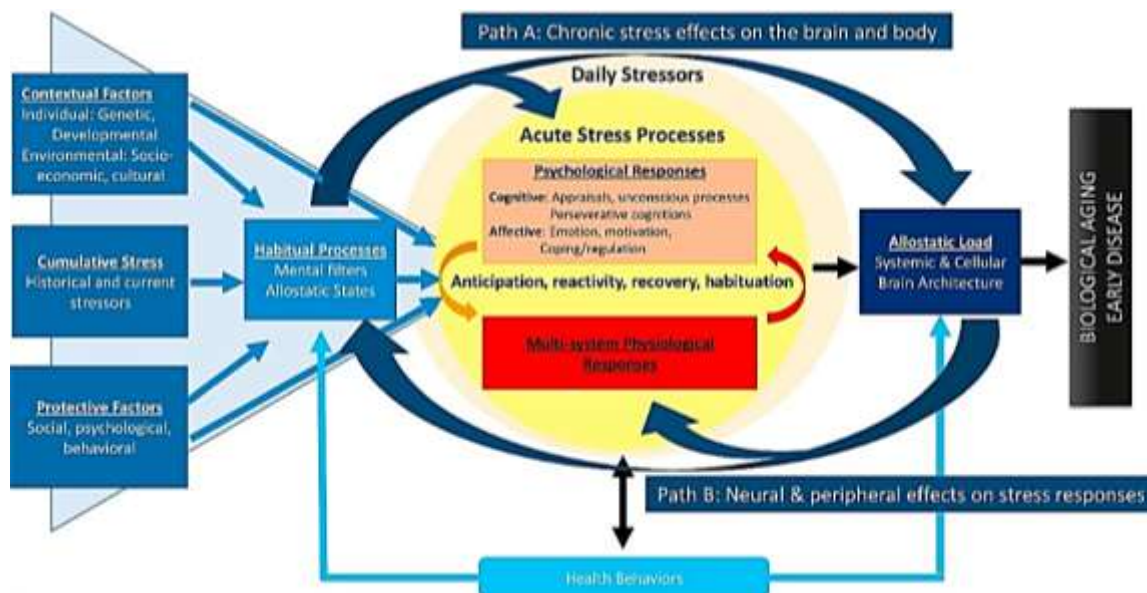 Path A: Chronic stress effects on the brain and body
Daily Stressors
Contextual Factors
Individual: Genetic,
Developmental
Environmental: Socio-
economic, cultural
Acute Stress Processes
Psychological Responses
Cognitive: Appraisals, unconscious processes
Perseverative cognitions
Affective: Emotion, motivation,
Coping/regulation
Cumulative Stress
Historical and current
stressors
Habitual Processes
Mental filters
Allostatic States
Anticipation, reactivity, recovery, habituation
Allostatic Load
Systemic & Cellular
Brain Architecture
BIOLOGICAL AGING
EARLY DISEASE
Multi-system Physiological
Responses
Protective Factors
Social, psychological,
behavioral
Path B: Neural & peripheral effects on stress responses
Health Behaviors